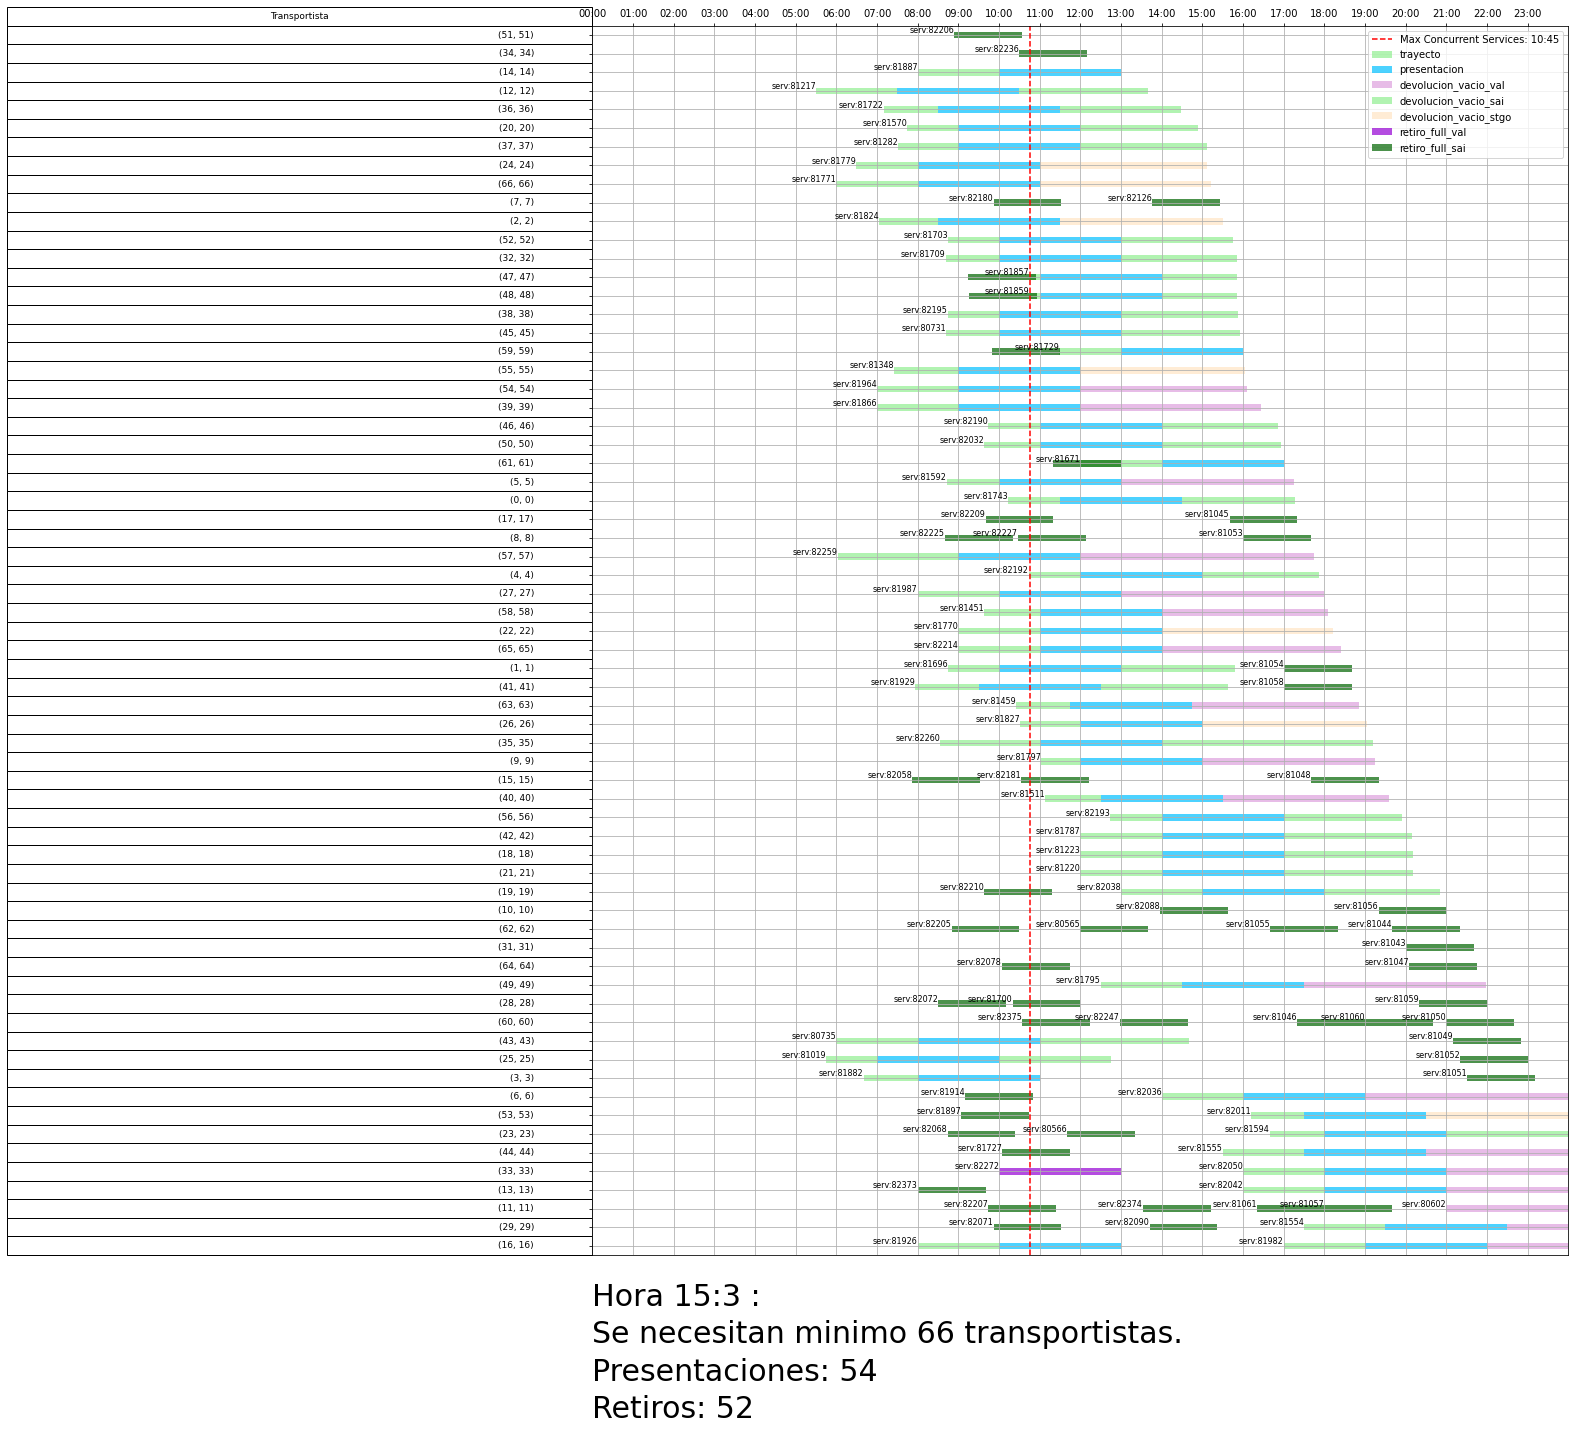 Transportista
00:00 01:00 02:00 03:00 04:00 05:00 06:00 07:00 08:00 09:00 10:00 11:00 12:00 13:00 14:00 15:00 16:00 17:00 18:00 19:00 20:00 21:00 22:00 23:00
Max Concurrent Services: 10:45
trayecto
presentacion
devolucion_vacio_val
devolucion_vacio_sai
devolucion_vacio_stgo
retiro_full_val
retiro_full_sai
(51, 51) serv:82206
(34, 34) serv:82236
(14, 14) serv:81887
(12, 12) serv:81217
(36, 36) serv:81722
(20, 20) serv:81570
(37, 37) serv:81282
(24, 24) serv:81779
(66, 66) serv:81771
(7, 7) serv:82180 serv:82126
(2, 2) serv:81824
(52, 52) serv:81703
(32, 32) serv:81709
(47, 47) serv:81857
(48, 48) serv:81859
(38, 38) serv:82195
(45, 45) serv:80731
(59, 59) serv:81729
(55, 55) serv:81348
(54, 54) serv:81964
(39, 39) serv:81866
(46, 46) serv:82190
(50, 50) serv:82032
(61, 61) serv:81671
(5, 5) serv:81592
(0, 0) serv:81743
(17, 17) serv:82209 serv:81045
(8, 8) serv:82225 serv:82227 serv:81053
(57, 57) serv:82259
(4, 4) serv:82192
(27, 27) serv:81987
(58, 58) serv:81451
(22, 22) serv:81770
(65, 65) serv:82214
(1, 1) serv:81696 serv:81054
(41, 41) serv:81929 serv:81058
(63, 63) serv:81459
(26, 26) serv:81827
(35, 35) serv:82260
(9, 9) serv:81797
(15, 15) serv:82058 serv:82181 serv:81048
(40, 40) serv:81511
(56, 56) serv:82193
(42, 42) serv:81787
(18, 18) serv:81223
(21, 21) serv:81220
(19, 19) serv:82210 serv:82038
(10, 10) serv:82088 serv:81056
(62, 62) serv:82205 serv:80565 serv:81055 serv:81044
(31, 31) serv:81043
(64, 64) serv:82078 serv:81047
(49, 49) serv:81795
(28, 28) serv:82072 serv:81700 serv:81059
(60, 60) serv:82375 serv:82247 serv:81046 serv:81060 serv:81050
(43, 43) serv:80735 serv:81049
(25, 25) serv:81019 serv:81052
(3, 3) serv:81882 serv:81051
(6, 6) serv:81914 serv:82036
(53, 53) serv:81897 serv:82011
(23, 23) serv:82068 serv:80566 serv:81594
(44, 44) serv:81727 serv:81555
(33, 33) serv:82272 serv:82050
(13, 13) serv:82373 serv:82042
(11, 11) serv:82207 serv:82374 serv:81061 serv:81057 serv:80602
(29, 29) serv:82071 serv:82090 serv:81554
(16, 16) serv:81926 serv:81982
Hora 15:3 :
Se necesitan minimo 66 transportistas.
Presentaciones: 54
Retiros: 52